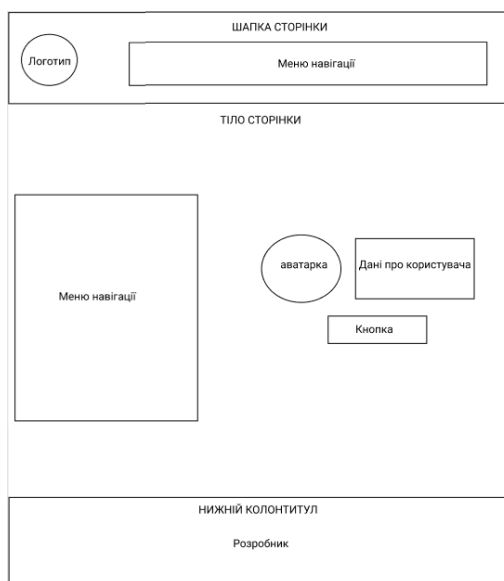 ШАПКА СТОРІНКИ
Логотип
Меню навігації
ТІЛО СТОРІНКИ
Меню навігації
аватарка
Дані про користувача
Кнопка
НИЖНІЙ КОЛОНТИТУЛ
Розробник